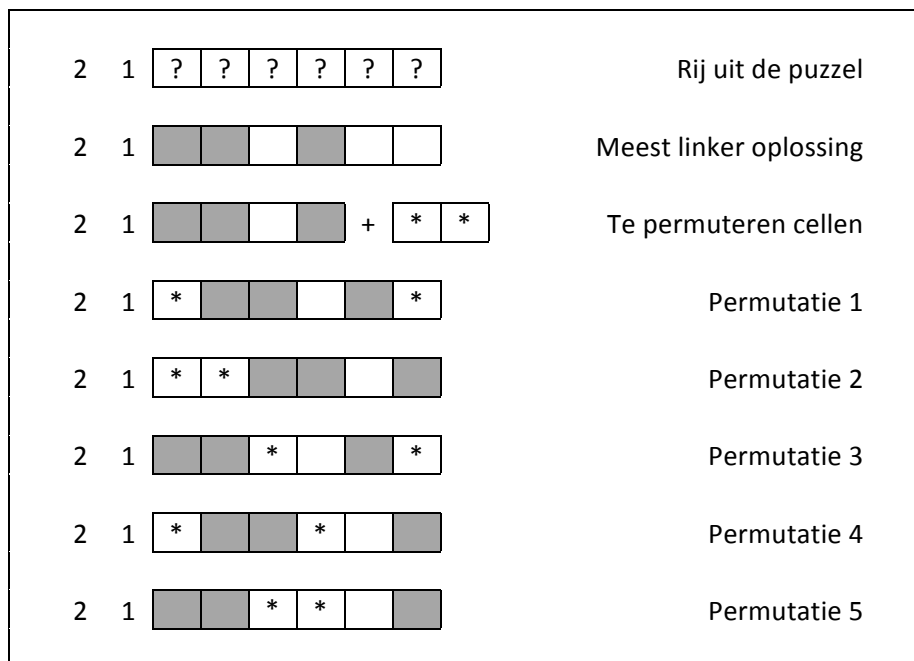 2 1 ? ? ? ? ? ? Rij uit de puzzel
2 1 Meest linker oplossing
2 1 + * * Te permuteren cellen
2 1 * * Permutatie 1
2 1 * * Permutatie 2
2 1 * * Permutatie 3
2 1 * * Permutatie 4
2 1 * * Permutatie 5